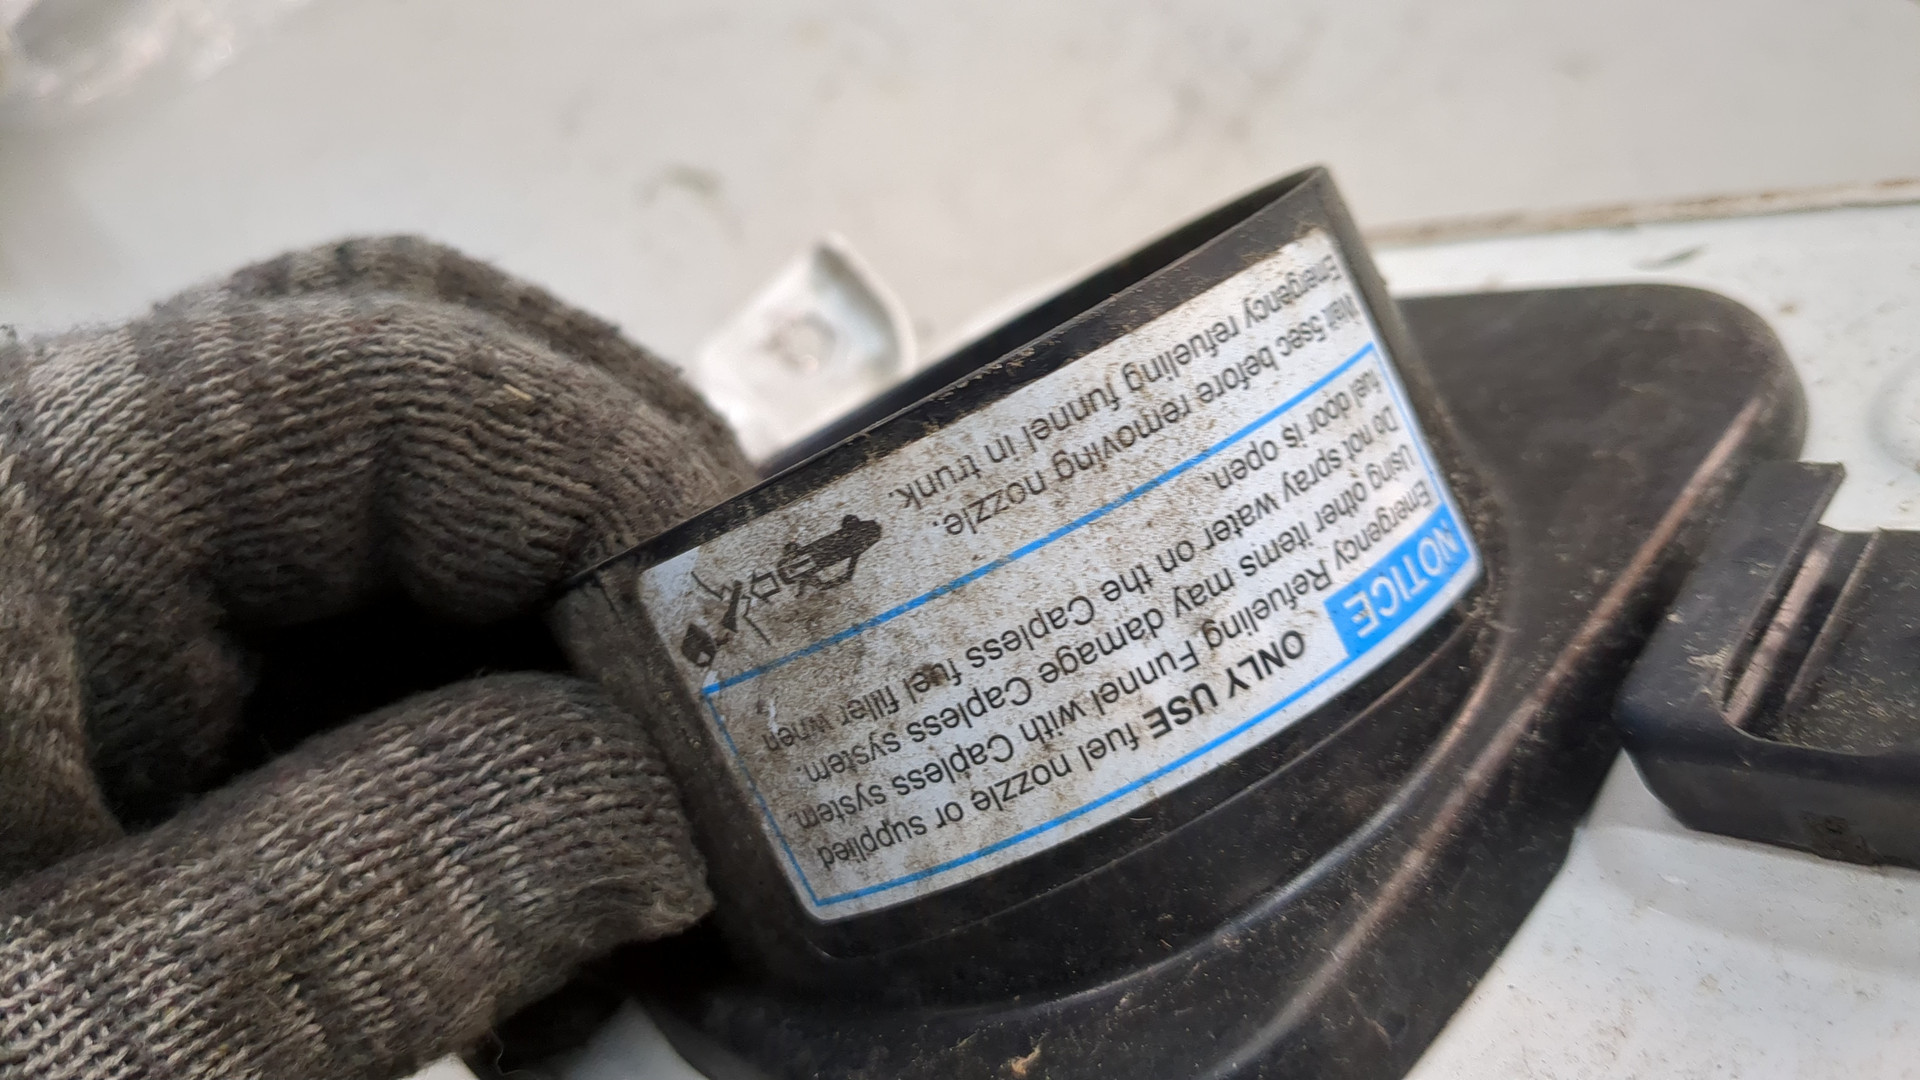 NOTICE ONLY USE fuel nozzle or supplied
Emergency Refueling Funnel with Capless system.
Using other items may damage Capless system.
Do not spray water on the Capless fuel filler when
fuel door is open.
Wait 5sec before removing nozzle.
Emergency refueling funnel in trunk.